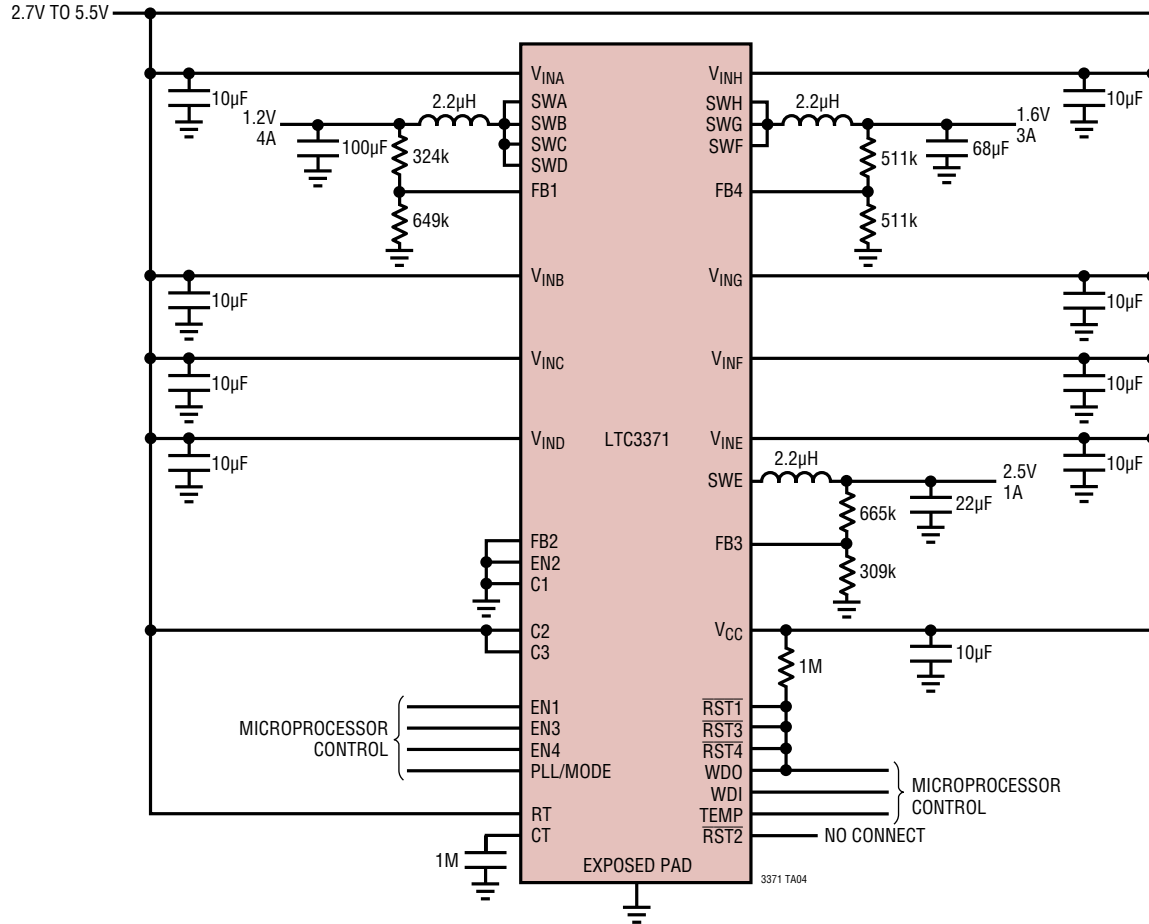 2.7V TO 5.5V
VINA
VINH
10µF
SWA
SWH
10µF
1.2V
4A
2.2µH
SWB
SWG
2.2µH
1.6V
3A
100µF
324k
SWC
SWF
511k
68µF
SWD
FB1
FB4
649k
511k
VINB
VING
10µF
10µF
VINC
VINF
10µF
10µF
VIND
LTC3371
VINE
10µF
SWE
2.2µH
2.5V
1A
10µF
665k
22µF
FB2
FB3
EN2
309k
C1
C2
VCC
C3
1M
10µF
EN1
RST1
MICROPROCESSOR
CONTROL
EN3
RST3
EN4
RST4
PLL/MODE
WDO
WDI
MICROPROCESSOR
CONTROL
RT
TEMP
CT
RST2
NO CONNECT
1M
EXPOSED PAD
3371 TA04